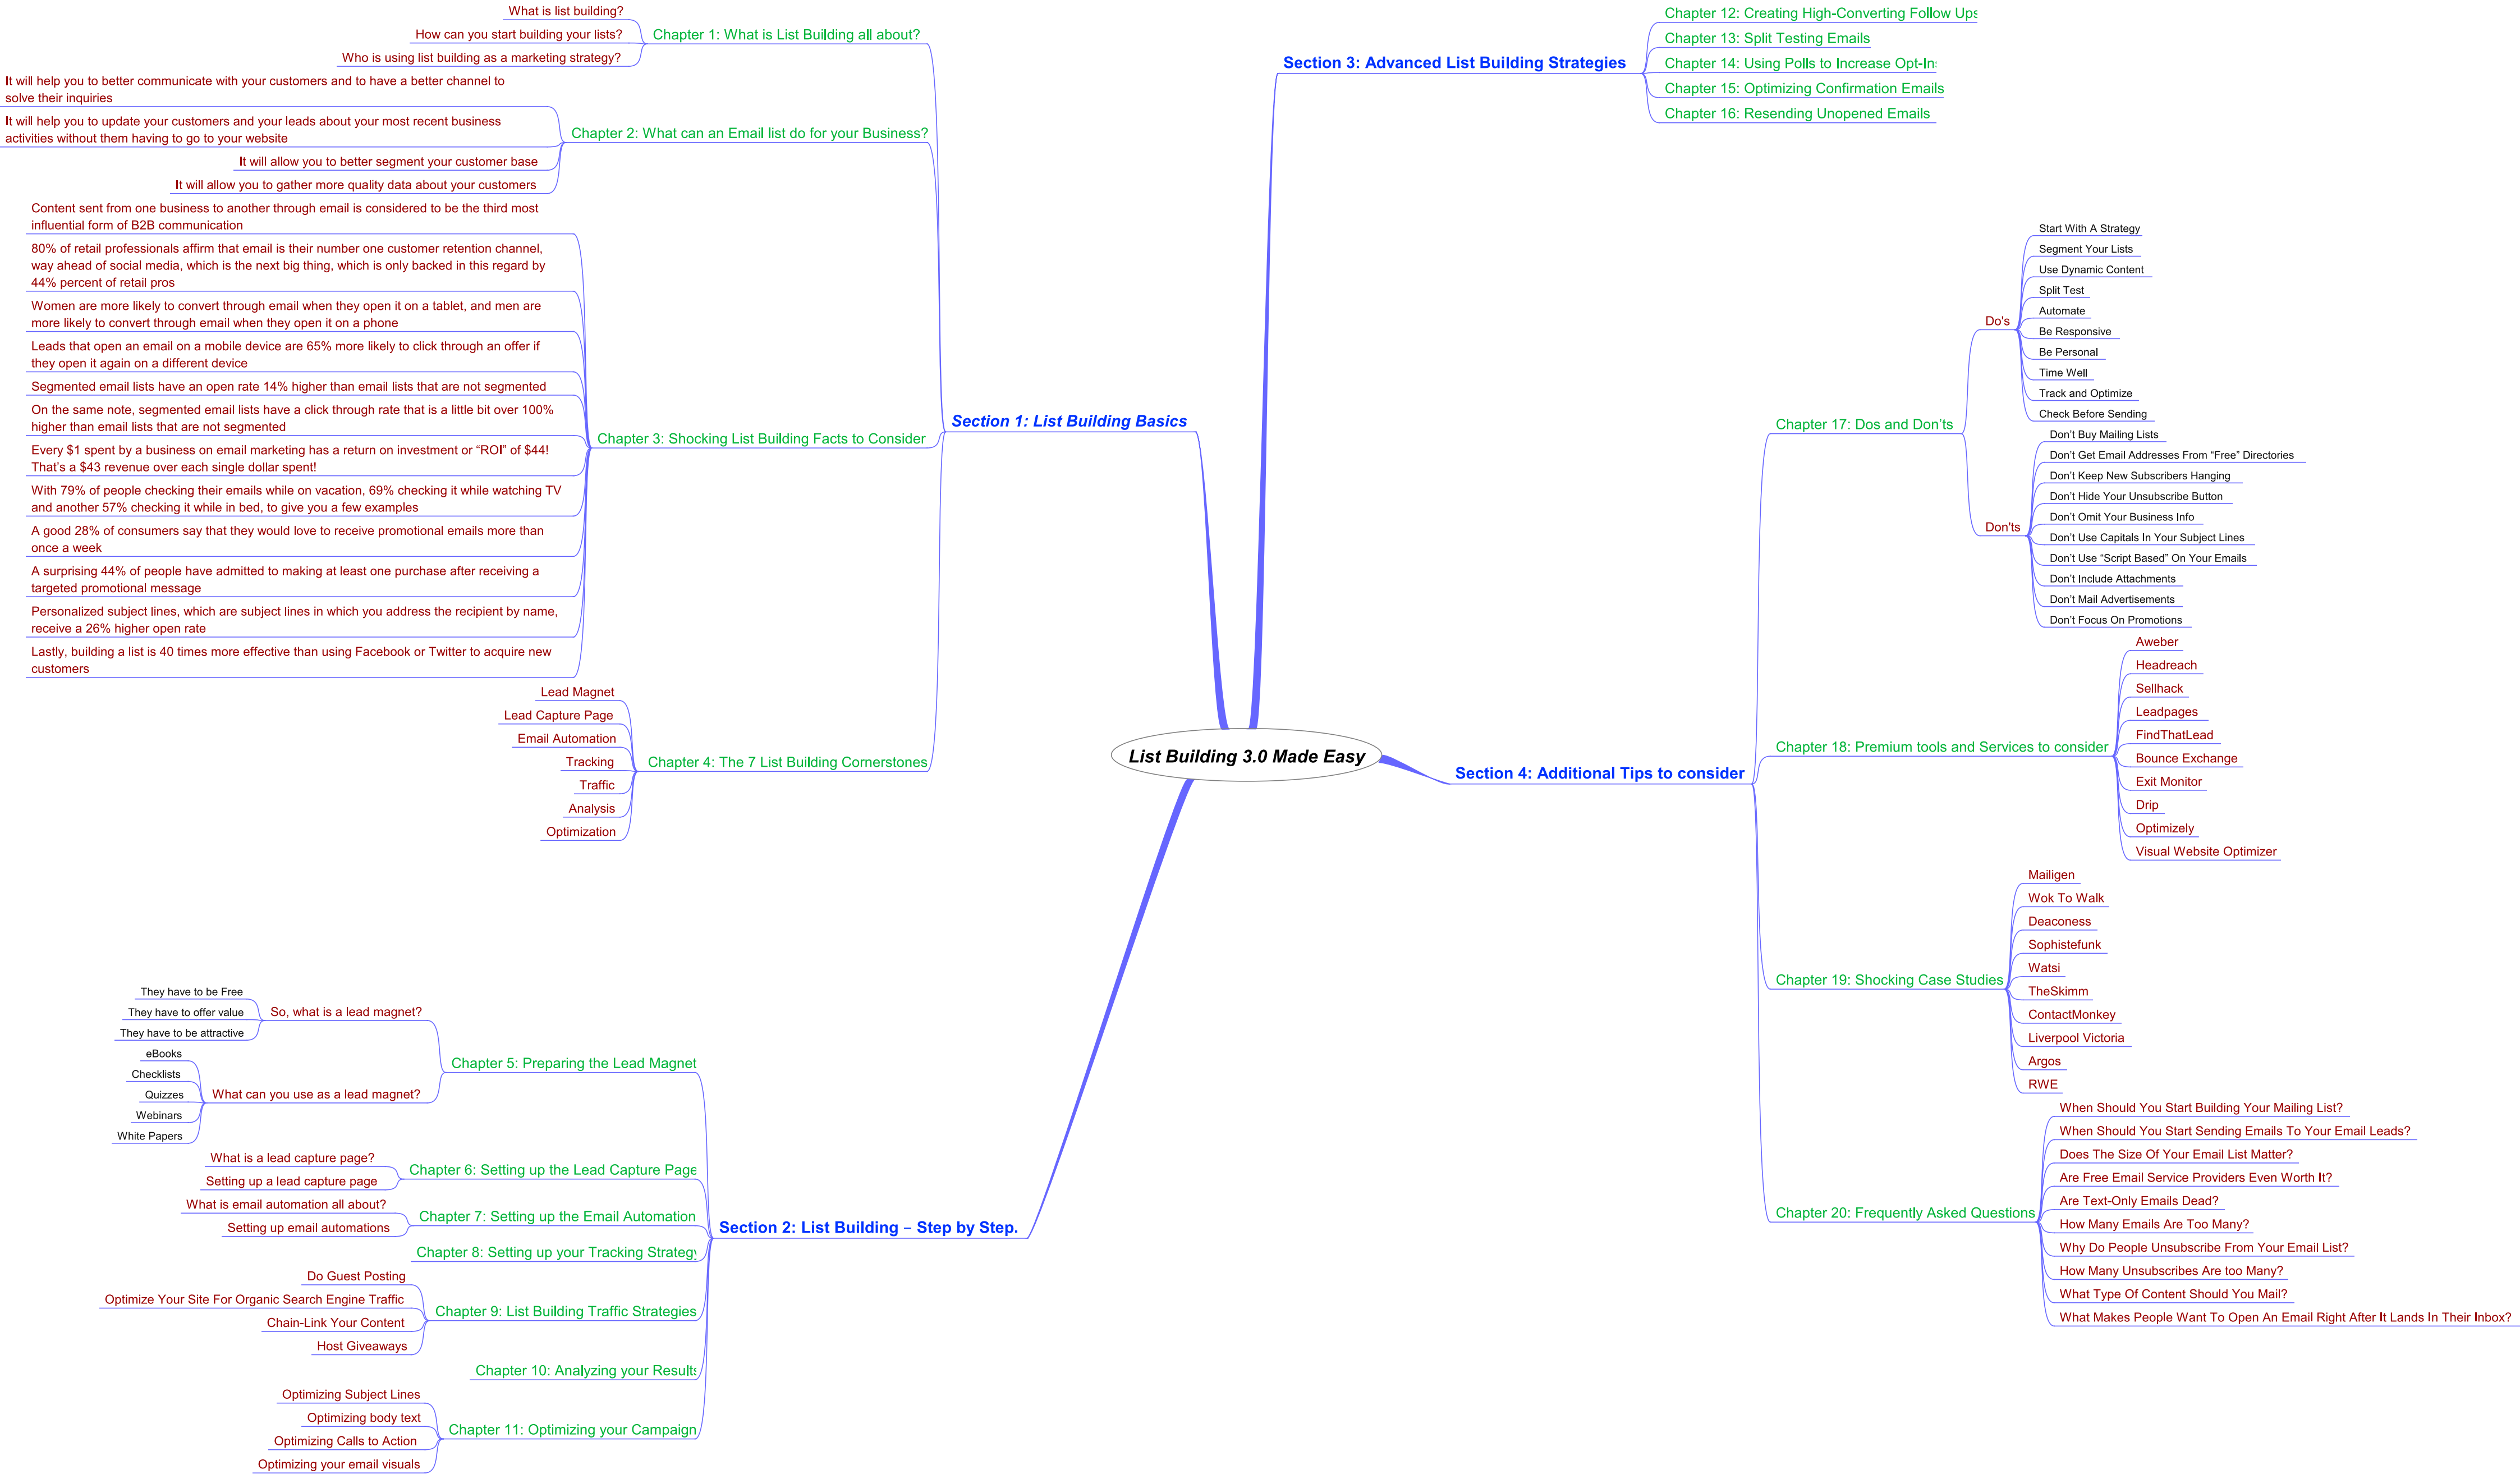 List Building 3.0 Made Easy
Section 1: List Building Basics
Chapter 1: What is List Building all about?
What is list building?
How can you start building your lists?
Who is using list building as a marketing strategy?
Chapter 2: What can an Email list do for your Business?
It will help you to better communicate with your customers and to have a better channel to
solve their inquiries
It will help you to update your customers and your leads about your most recent business
activities without them having to go to your website
It will allow you to better segment your customer base
It will allow you to gather more quality data about your customers
Chapter 3: Shocking List Building Facts to Consider
Content sent from one business to another through email is considered to be the third most
influential form of B2B communication
80% of retail professionals affirm that email is their number one customer retention channel,
way ahead of social media, which is the next big thing, which is only backed in this regard by
44% percent of retail pros
Women are more likely to convert through email when they open it on a tablet, and men are
more likely to convert through email when they open it on a phone
Leads that open an email on a mobile device are 65% more likely to click through an offer if
they open it again on a different device
Segmented email lists have an open rate 14% higher than email lists that are not segmented
On the same note, segmented email lists have a click through rate that is a little bit over 100%
higher than email lists that are not segmented
Every $1 spent by a business on email marketing has a return on investment or “ROI” of $44!
That’s a $43 revenue over each single dollar spent!
With 79% of people checking their emails while on vacation, 69% checking it while watching TV
and another 57% checking it while in bed, to give you a few examples
A good 28% of consumers say that they would love to receive promotional emails more than
once a week
A surprising 44% of people have admitted to making at least one purchase after receiving a
targeted promotional message
Personalized subject lines, which are subject lines in which you address the recipient by name,
receive a 26% higher open rate
Lastly, building a list is 40 times more effective than using Facebook or Twitter to acquire new
customers
Chapter 4: The 7 List Building Cornerstones
Lead Magnet
Lead Capture Page
Email Automation
Tracking
Traffic
Analysis
Optimization
Section 2: List Building – Step by Step.
Chapter 5: Preparing the Lead Magnet
So, what is a lead magnet?
They have to be Free
They have to offer value
They have to be attractive
What can you use as a lead magnet?
eBooks
Checklists
Quizzes
Webinars
White Papers
Chapter 6: Setting up the Lead Capture Page
What is a lead capture page?
Setting up a lead capture page
Chapter 7: Setting up the Email Automation
What is email automation all about?
Setting up email automations
Chapter 8: Setting up your Tracking Strategy
Chapter 9: List Building Traffic Strategies
Do Guest Posting
Optimize Your Site For Organic Search Engine Traffic
Chain-Link Your Content
Host Giveaways
Chapter 10: Analyzing your Results
Chapter 11: Optimizing your Campaign
Optimizing Subject Lines
Optimizing body text
Optimizing Calls to Action
Optimizing your email visuals
Section 3: Advanced List Building Strategies
Chapter 12: Creating High-Converting Follow Ups
Chapter 13: Split Testing Emails
Chapter 14: Using Polls to Increase Opt-Ins
Chapter 15: Optimizing Confirmation Emails
Chapter 16: Resending Unopened Emails
Section 4: Additional Tips to consider
Chapter 17: Dos and Don’ts
Do's
Start With A Strategy
Segment Your Lists
Use Dynamic Content
Split Test
Automate
Be Responsive
Be Personal
Time Well
Track and Optimize
Check Before Sending
Don'ts
Don’t Buy Mailing Lists
Don’t Get Email Addresses From “Free” Directories
Don’t Keep New Subscribers Hanging
Don’t Hide Your Unsubscribe Button
Don’t Omit Your Business Info
Don’t Use Capitals In Your Subject Lines
Don’t Use “Script Based” On Your Emails
Don’t Include Attachments
Don’t Mail Advertisements
Don’t Focus On Promotions
Chapter 18: Premium tools and Services to consider
Aweber
Headreach
Sellhack
Leadpages
FindThatLead
Bounce Exchange
Exit Monitor
Drip
Optimizely
Visual Website Optimizer
Chapter 19: Shocking Case Studies
Mailigen
Wok To Walk
Deaconess
Sophistefunk
Watsi
TheSkimm
ContactMonkey
Liverpool Victoria
Argos
RWE
Chapter 20: Frequently Asked Questions
When Should You Start Building Your Mailing List?
When Should You Start Sending Emails To Your Email Leads?
Does The Size Of Your Email List Matter?
Are Free Email Service Providers Even Worth It?
Are Text-Only Emails Dead?
How Many Emails Are Too Many?
Why Do People Unsubscribe From Your Email List?
How Many Unsubscribes Are too Many?
What Type Of Content Should You Mail?
What Makes People Want To Open An Email Right After It Lands In Their Inbox?